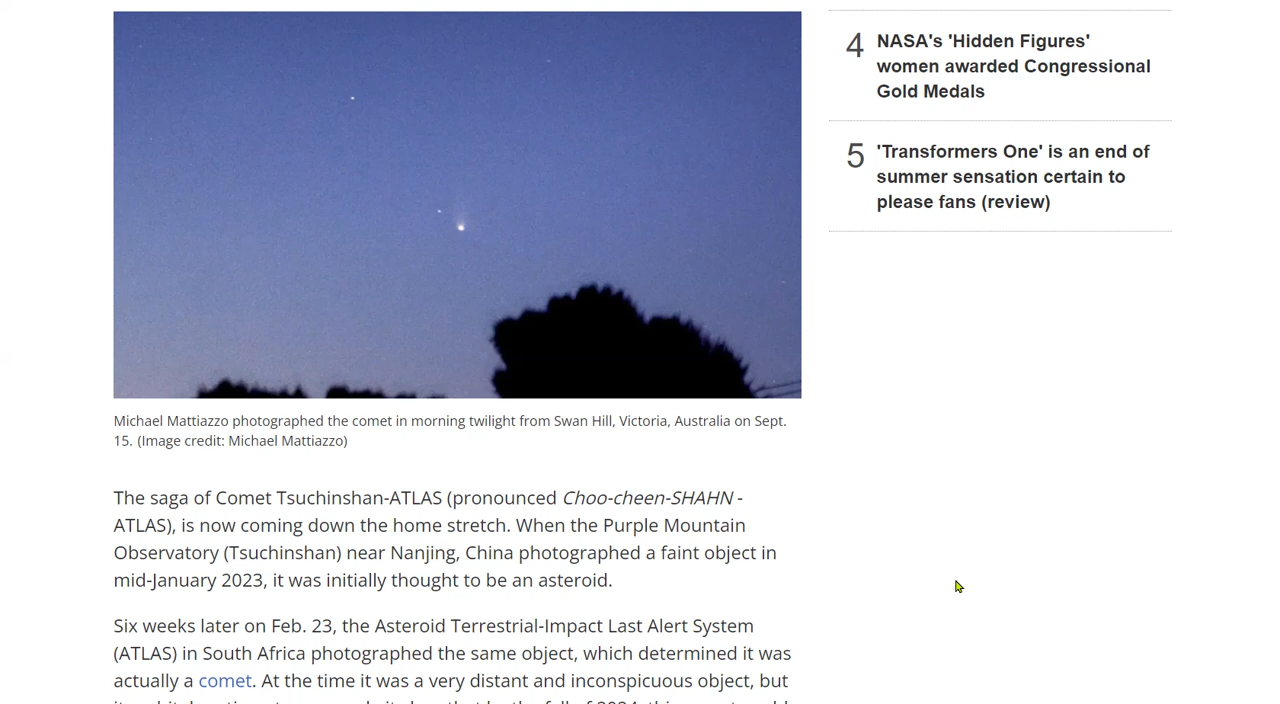 4
NASA's 'Hidden Figures'
women awarded Congressional
Gold Medals
5
'Transformers One' is an end of
summer sensation certain to
please fans (review)
Michael Mattiazzo photographed the comet in morning twilight from Swan Hill, Victoria, Australia on Sept.
15. (Image credit: Michael Mattiazzo)
The saga of Comet Tsuchinshan-ATLAS (pronounced Choo-cheen-SHAHN -
ATLAS), is now coming down the home stretch. When the Purple Mountain
Observatory (Tsuchinshan) near Nanjing, China photographed a faint object in
mid-January 2023, it was initially thought to be an asteroid.
Six weeks later on Feb. 23, the Asteroid Terrestrial-Impact Last Alert System
(ATLAS) in South Africa photographed the same object, which determined it was
actually a comet. At the time it was a very distant and inconspicuous object, but